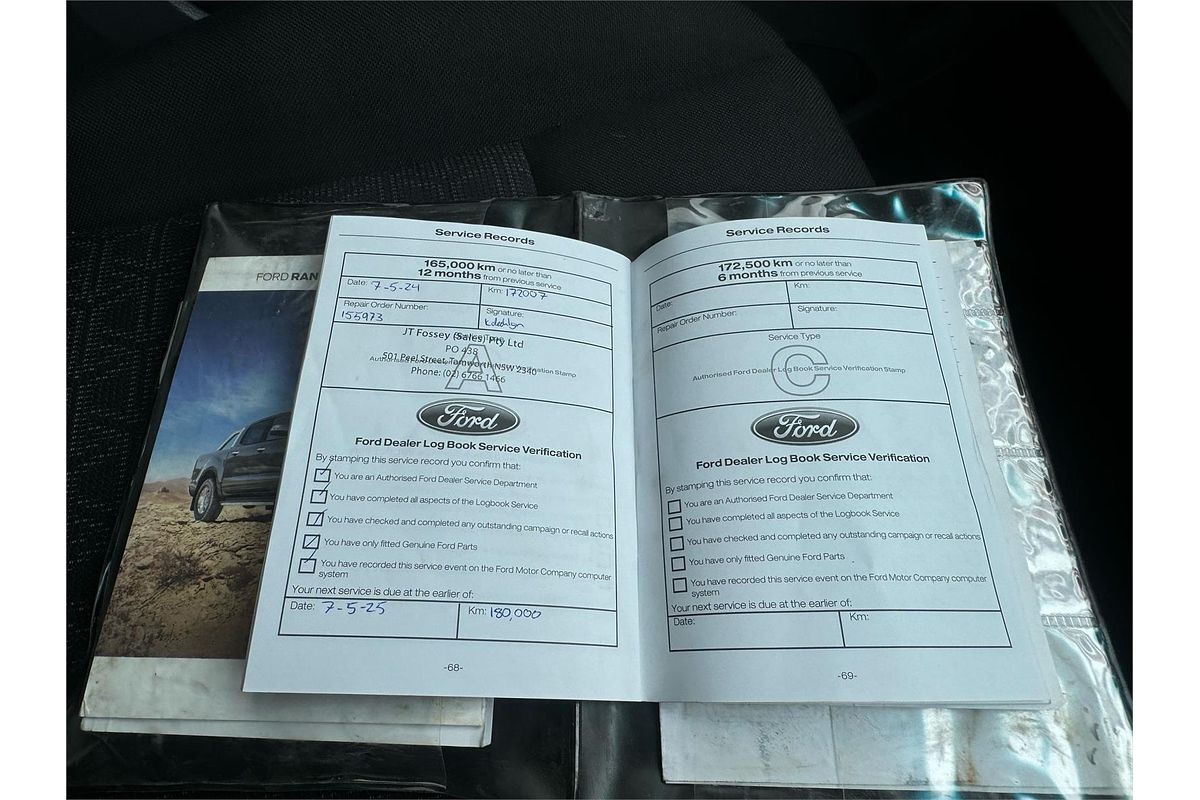 FORD RAN
Service Records
165,000 km or no later than
12 months from previous service
Date: 7-5-24
Km: 172007
Repair Order Number:
155973
Signature:
JT Fossey (Sales) Pty Ltd
Service Type
PO 438
A
501 Peel Street, Tamworth NSW 2340
Authorised Ford Dealer Log Book Service Verification Stamp
Phone: (02) 6766 1466
Ford
Ford Dealer Log Book Service Verification
By stamping this service record you confirm that:
You are an Authorised Ford Dealer Service Department
You have completed all aspects of the Logbook Service
You have checked and completed any outstanding campaign or recall actions
You have only fitted Genuine Ford Parts
You have recorded this service event on the Ford Motor Company computer
system
Your next service is due at the earlier of:
Date: 7-5-25
Km: 180,000
-68-
Service Records
172,500 km or no later than
6 months from previous service
Date:
Km:
Repair Order Number:
Signature:
Service Type
C
Authorised Ford Dealer Log Book Service Verification Stamp
Ford
Ford Dealer Log Book Service Verification
By stamping this service record you confirm that:
You are an Authorised Ford Dealer Service Department
You have completed all aspects of the Logbook Service
You have checked and completed any outstanding campaign or recall actions
You have only fitted Genuine Ford Parts
You have recorded this service event on the Ford Motor Company computer
system
Your next service is due at the earlier of:
Date:
Km:
-69-